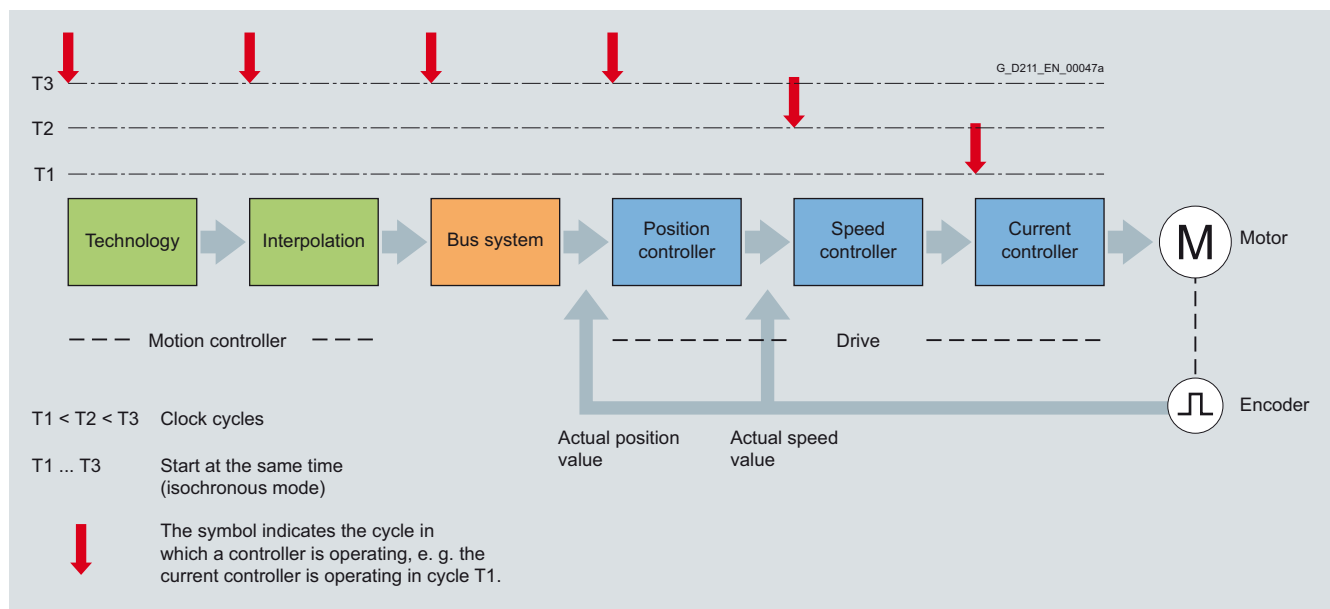 G_D211_EN_00047a
T3
T2
T1
Technology
Interpolation
Bus system
Position
controller
Speed
controller
Current
controller
M
Motor
Motion controller
Drive
Encoder
Actual position
value
Actual speed
value
T1 < T2 < T3 Clock cycles
T1 ... T3 Start at the same time
(isochronous mode)
The symbol indicates the cycle in
which a controller is operating, e. g. the
current controller is operating in cycle T1.